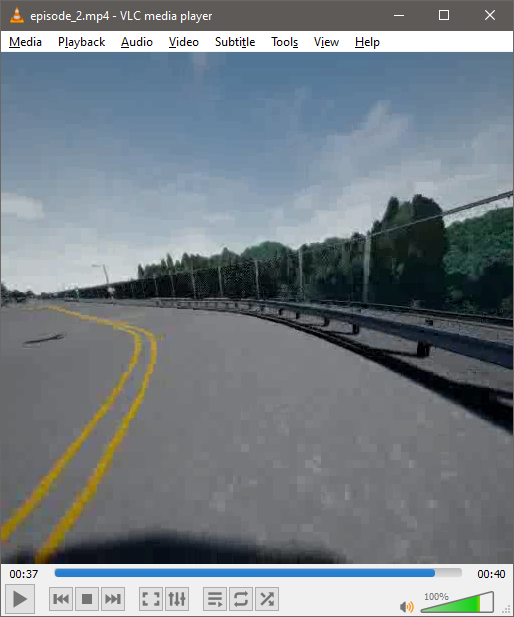 episode_2.mp4 - VLC media player
Media Playback Audio Video Subtitle Tools View Help
00:37 00:40
100%